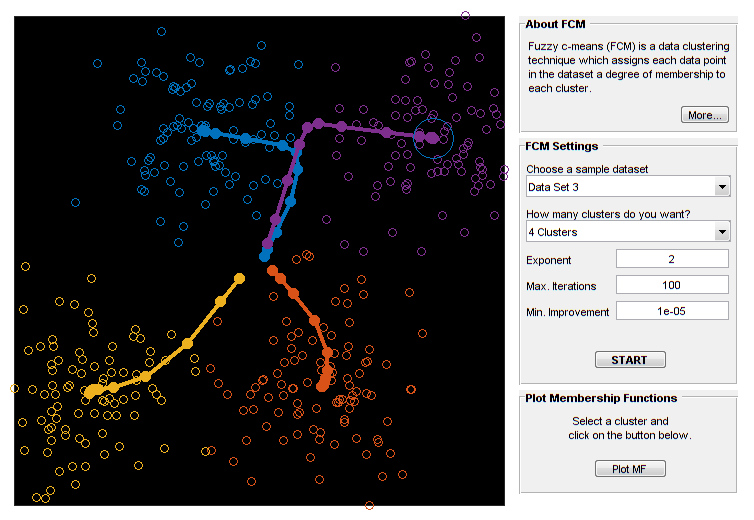 About FCM
Fuzzy c-means (FCM) is a data clustering
technique which assigns each data point
in the dataset a degree of membership to
each cluster.
More...
FCM Settings
Choose a sample dataset
Data Set 3
How many clusters do you want?
4 Clusters
Exponent 2
Max. Iterations 100
Min. Improvement 1e-05
START
Plot Membership Functions
Select a cluster and
click on the button below.
Plot MF